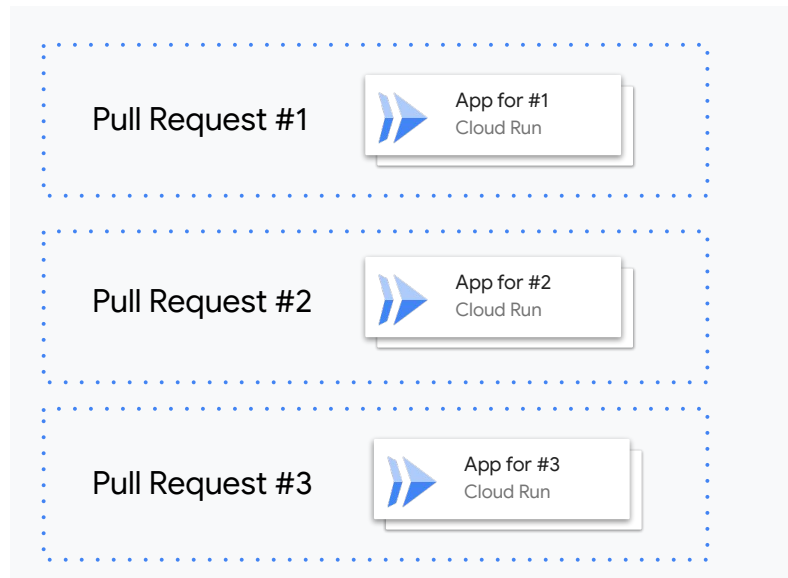 Pull Request #1
App for #1
Cloud Run
Pull Request #2
App for #2
Cloud Run
Pull Request #3
App for #3
Cloud Run